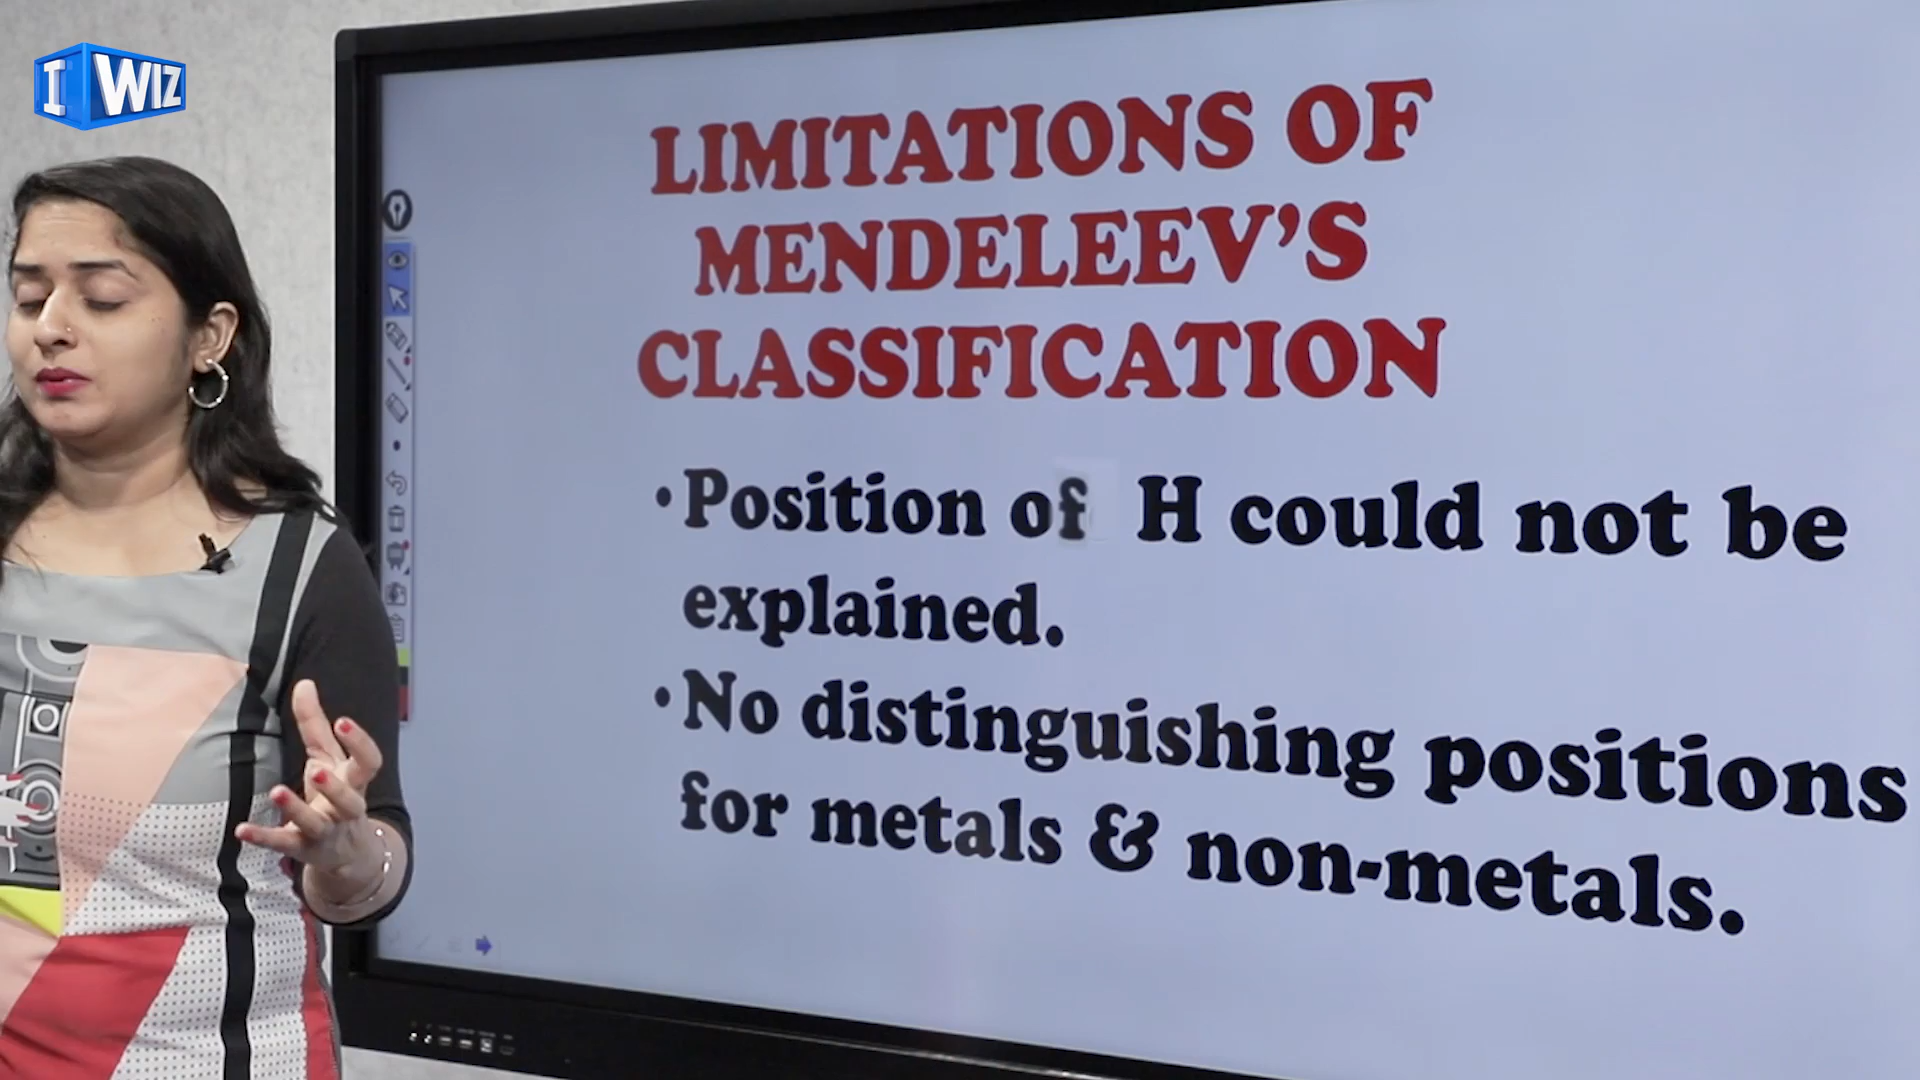 I WIZ
LIMITATIONS OF
MENDELEEV'S
CLASSIFICATION
•Position of H could not be
explained.
•No distinguishing positions
for metals & non-metals.